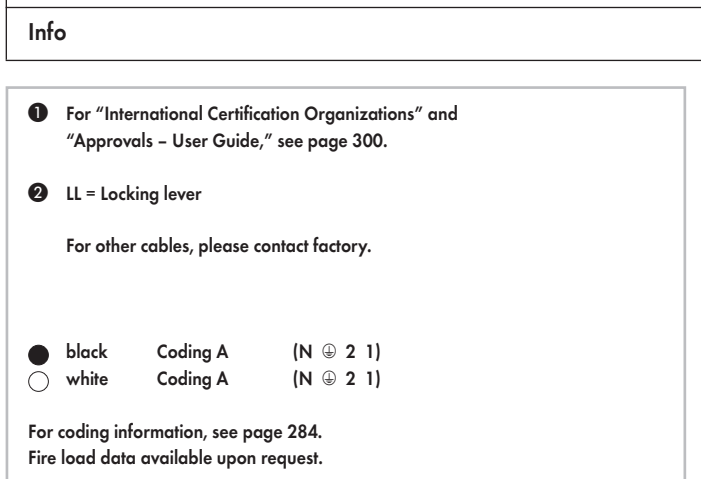 Info
❶ For “International Certification Organizations” and
“Approvals – User Guide,” see page 300.
❷ LL = Locking lever
For other cables, please contact factory.
black Coding A (N ⏚ 2 1)
white Coding A (N ⏚ 2 1)
For coding information, see page 284.
Fire load data available upon request.